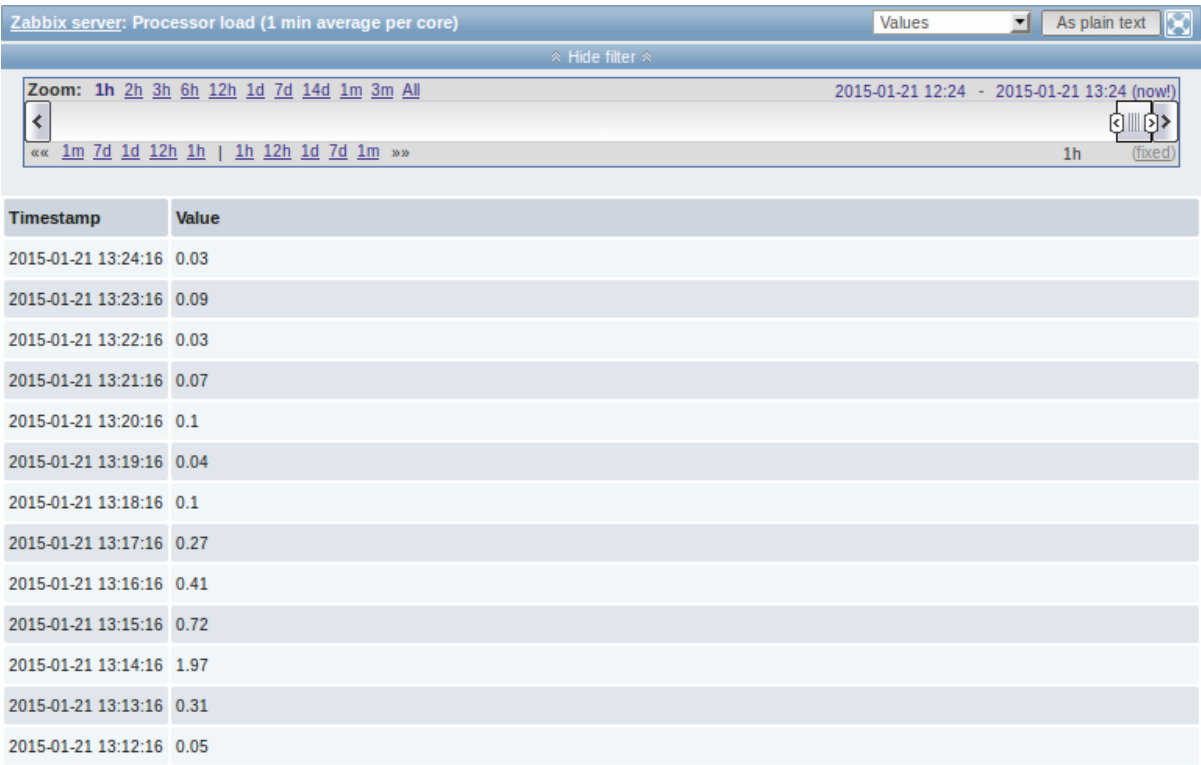 Zabbix server: Processor load (1 min average per core) Values As plain text
Hide filter
Zoom: 1h 2h 3h 6h 12h 1d 7d 14d 1m 3m All 2015-01-21 12:24 - 2015-01-21 13:24 (now!)
«« 1m 7d 1d 12h 1h | 1h 12h 1d 7d 1m »» 1h (fixed)
Timestamp Value
2015-01-21 13:24:16 0.03
2015-01-21 13:23:16 0.09
2015-01-21 13:22:16 0.03
2015-01-21 13:21:16 0.07
2015-01-21 13:20:16 0.1
2015-01-21 13:19:16 0.04
2015-01-21 13:18:16 0.1
2015-01-21 13:17:16 0.27
2015-01-21 13:16:16 0.41
2015-01-21 13:15:16 0.72
2015-01-21 13:14:16 1.97
2015-01-21 13:13:16 0.31
2015-01-21 13:12:16 0.05